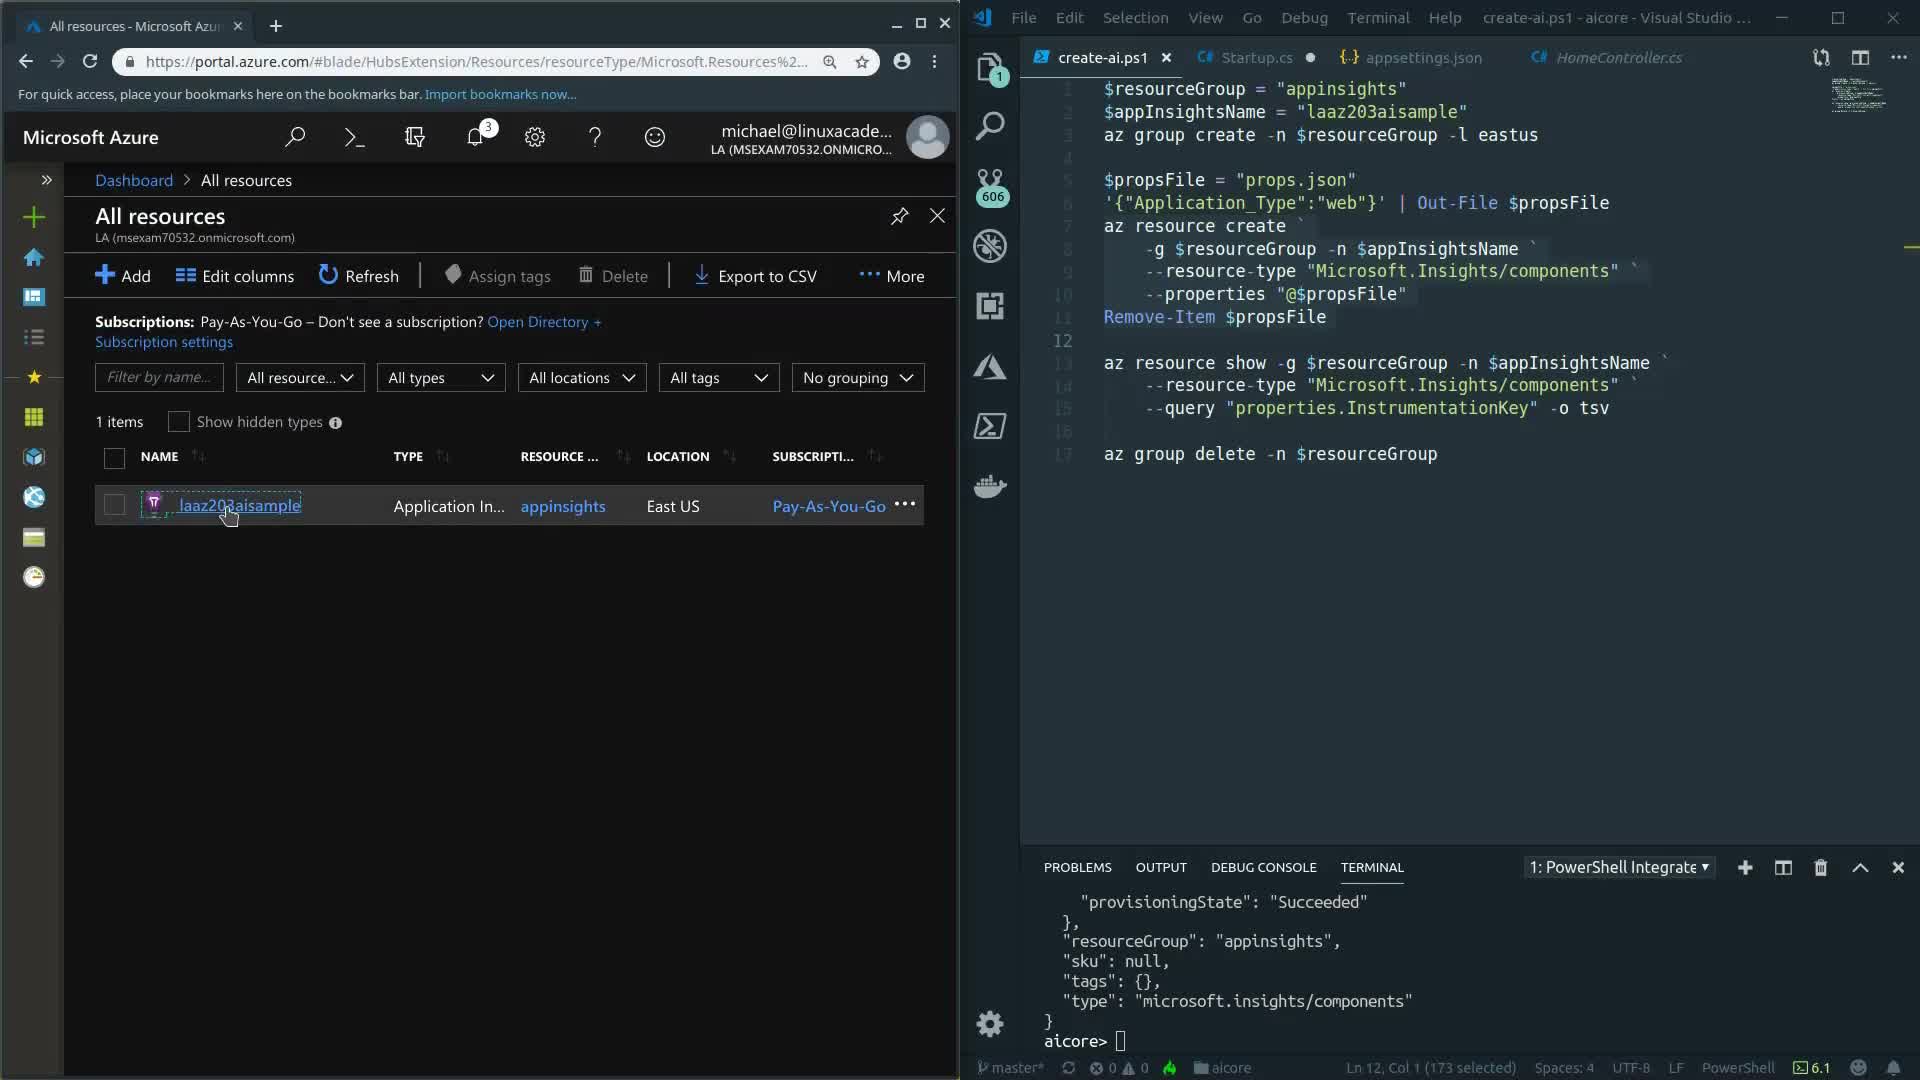 All resources - Microsoft Azu
https://portal.azure.com/#blade/HubsExtension/Resources/resourceType/Microsoft.Resources%2...
For quick access, place your bookmarks here on the bookmarks bar. Import bookmarks now...
Microsoft Azure
3
michael@linuxacade...
LA (MSEXAM70532.ONMICRO...
Dashboard > All resources
All resources
LA (msexam70532.onmicrosoft.com)
Add Edit columns Refresh Assign tags Delete Export to CSV More
Subscriptions: Pay-As-You-Go – Don't see a subscription? Open Directory +
Subscription settings
Filter by name... All resource... All types All locations All tags No grouping
1 items Show hidden types
NAME TYPE RESOURCE ... LOCATION SUBSCRIPTI...
laaz203aisample Application In... appinsights East US Pay-As-You-Go
File Edit Selection View Go Debug Terminal Help create-ai.ps1 - aicore - Visual Studio ...
create-ai.ps1 Startup.cs appsettings.json HomeController.cs
1
606
1 $resourceGroup = "appinsights"
2 $appInsightsName = "laaz203aisample"
3 az group create -n $resourceGroup -l eastus
4
5 $propsFile = "props.json"
6 '{"Application_Type":"web"}' | Out-File $propsFile
7 az resource create `
8 -g $resourceGroup -n $appInsightsName `
9 --resource-type "Microsoft.Insights/components" `
10 --properties "@$propsFile"
11 Remove-Item $propsFile
12
13 az resource show -g $resourceGroup -n $appInsightsName `
14 --resource-type "Microsoft.Insights/components" `
15 --query "properties.InstrumentationKey" -o tsv
16
17 az group delete -n $resourceGroup
PROBLEMS OUTPUT DEBUG CONSOLE TERMINAL 1: PowerShell Integrate
"provisioningState": "Succeeded"
},
"resourceGroup": "appinsights",
"sku": null,
"tags": {},
"type": "microsoft.insights/components"
}
aicore>
master* 0 0 aicore Ln 12, Col 1 (173 selected) Spaces: 4 UTF-8 LF PowerShell 6.1